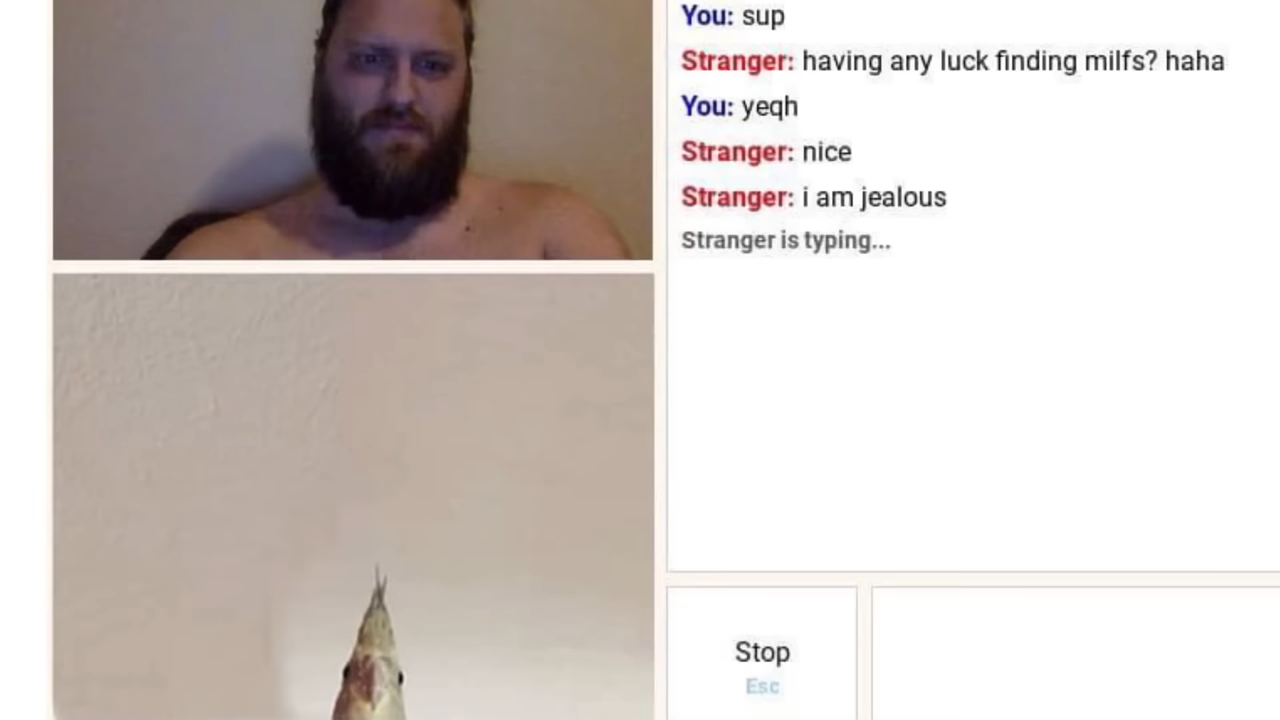 You: sup
Stranger: having any luck finding milfs? haha
You: yeqh
Stranger: nice
Stranger: i am jealous
Stranger is typing...
Stop
Esc